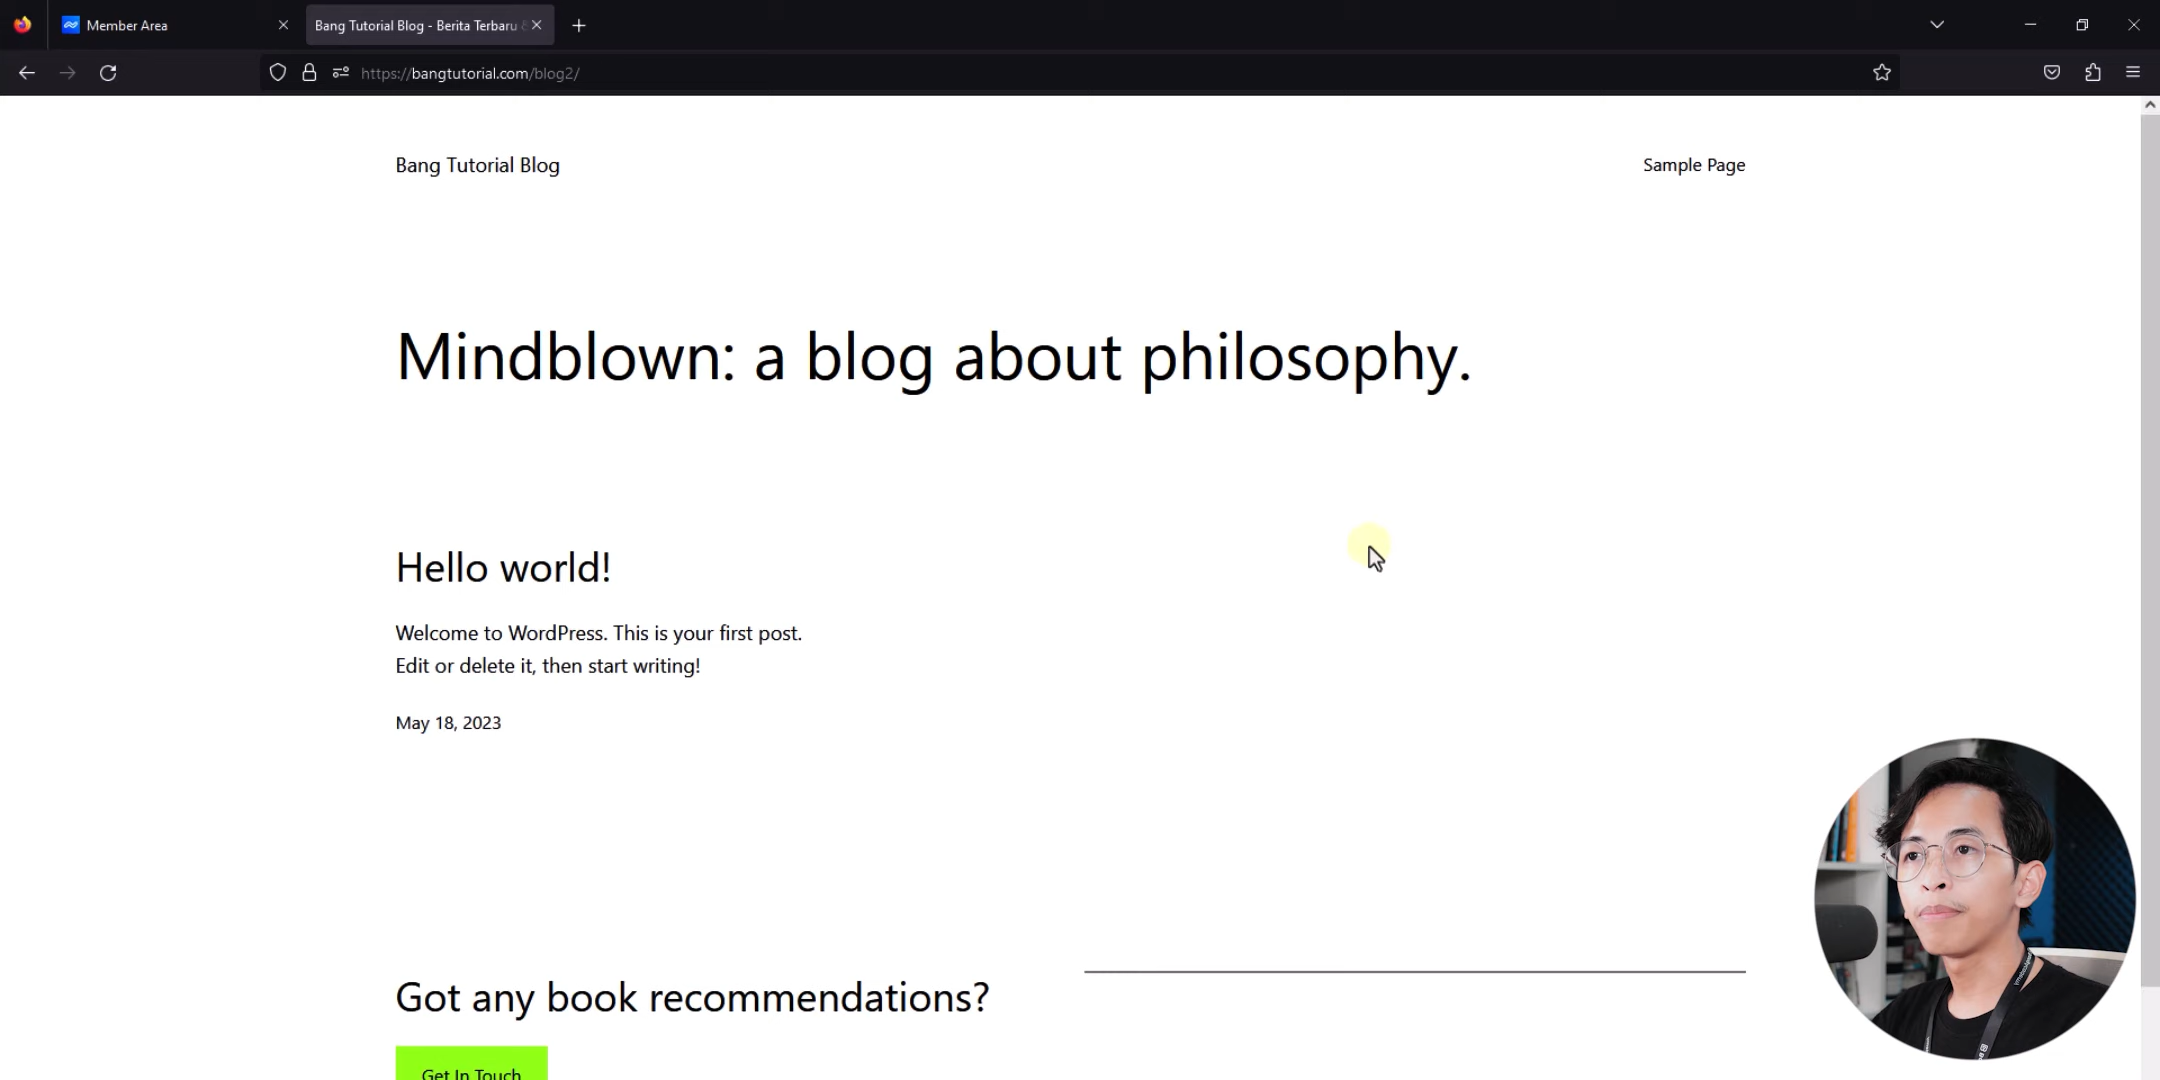 Member Area
Bang Tutorial Blog - Berita Terbaru
https://bangtutorial.com/blog2/
Bang Tutorial Blog
Sample Page
Mindblown: a blog about philosophy.
Hello world!
Welcome to WordPress. This is your first post.
Edit or delete it, then start writing!
May 18, 2023
Got any book recommendations?
Get In Touch